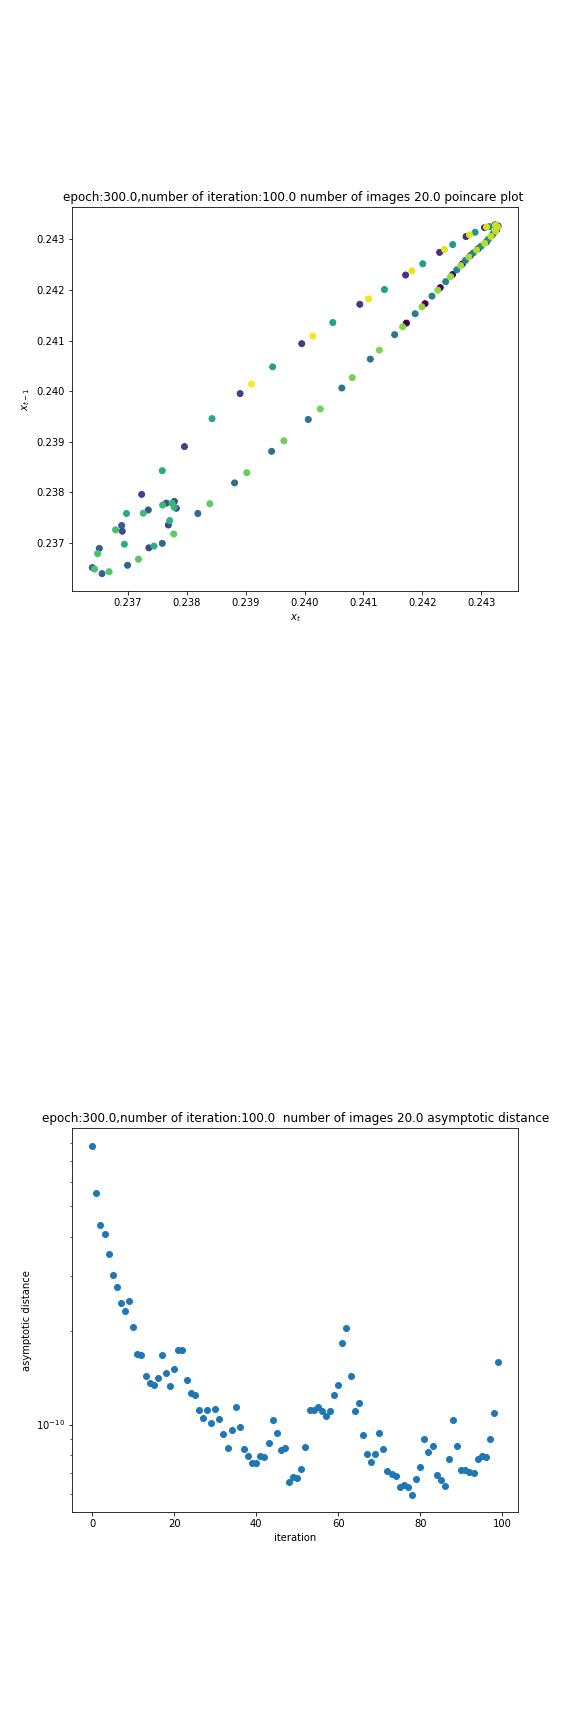 epoch:300.0,number of iteration:100.0 number of images 20.0 poincare plot
0.243
0.242
0.241
0.240
0.239
0.238
0.237
x_{t-1}
0.237 0.238 0.239 0.240 0.241 0.242 0.243
x_t
epoch:300.0,number of iteration:100.0  number of images 20.0 asymptotic distance
asymptotic distance
10^{-10}
0 20 40 60 80 100
iteration